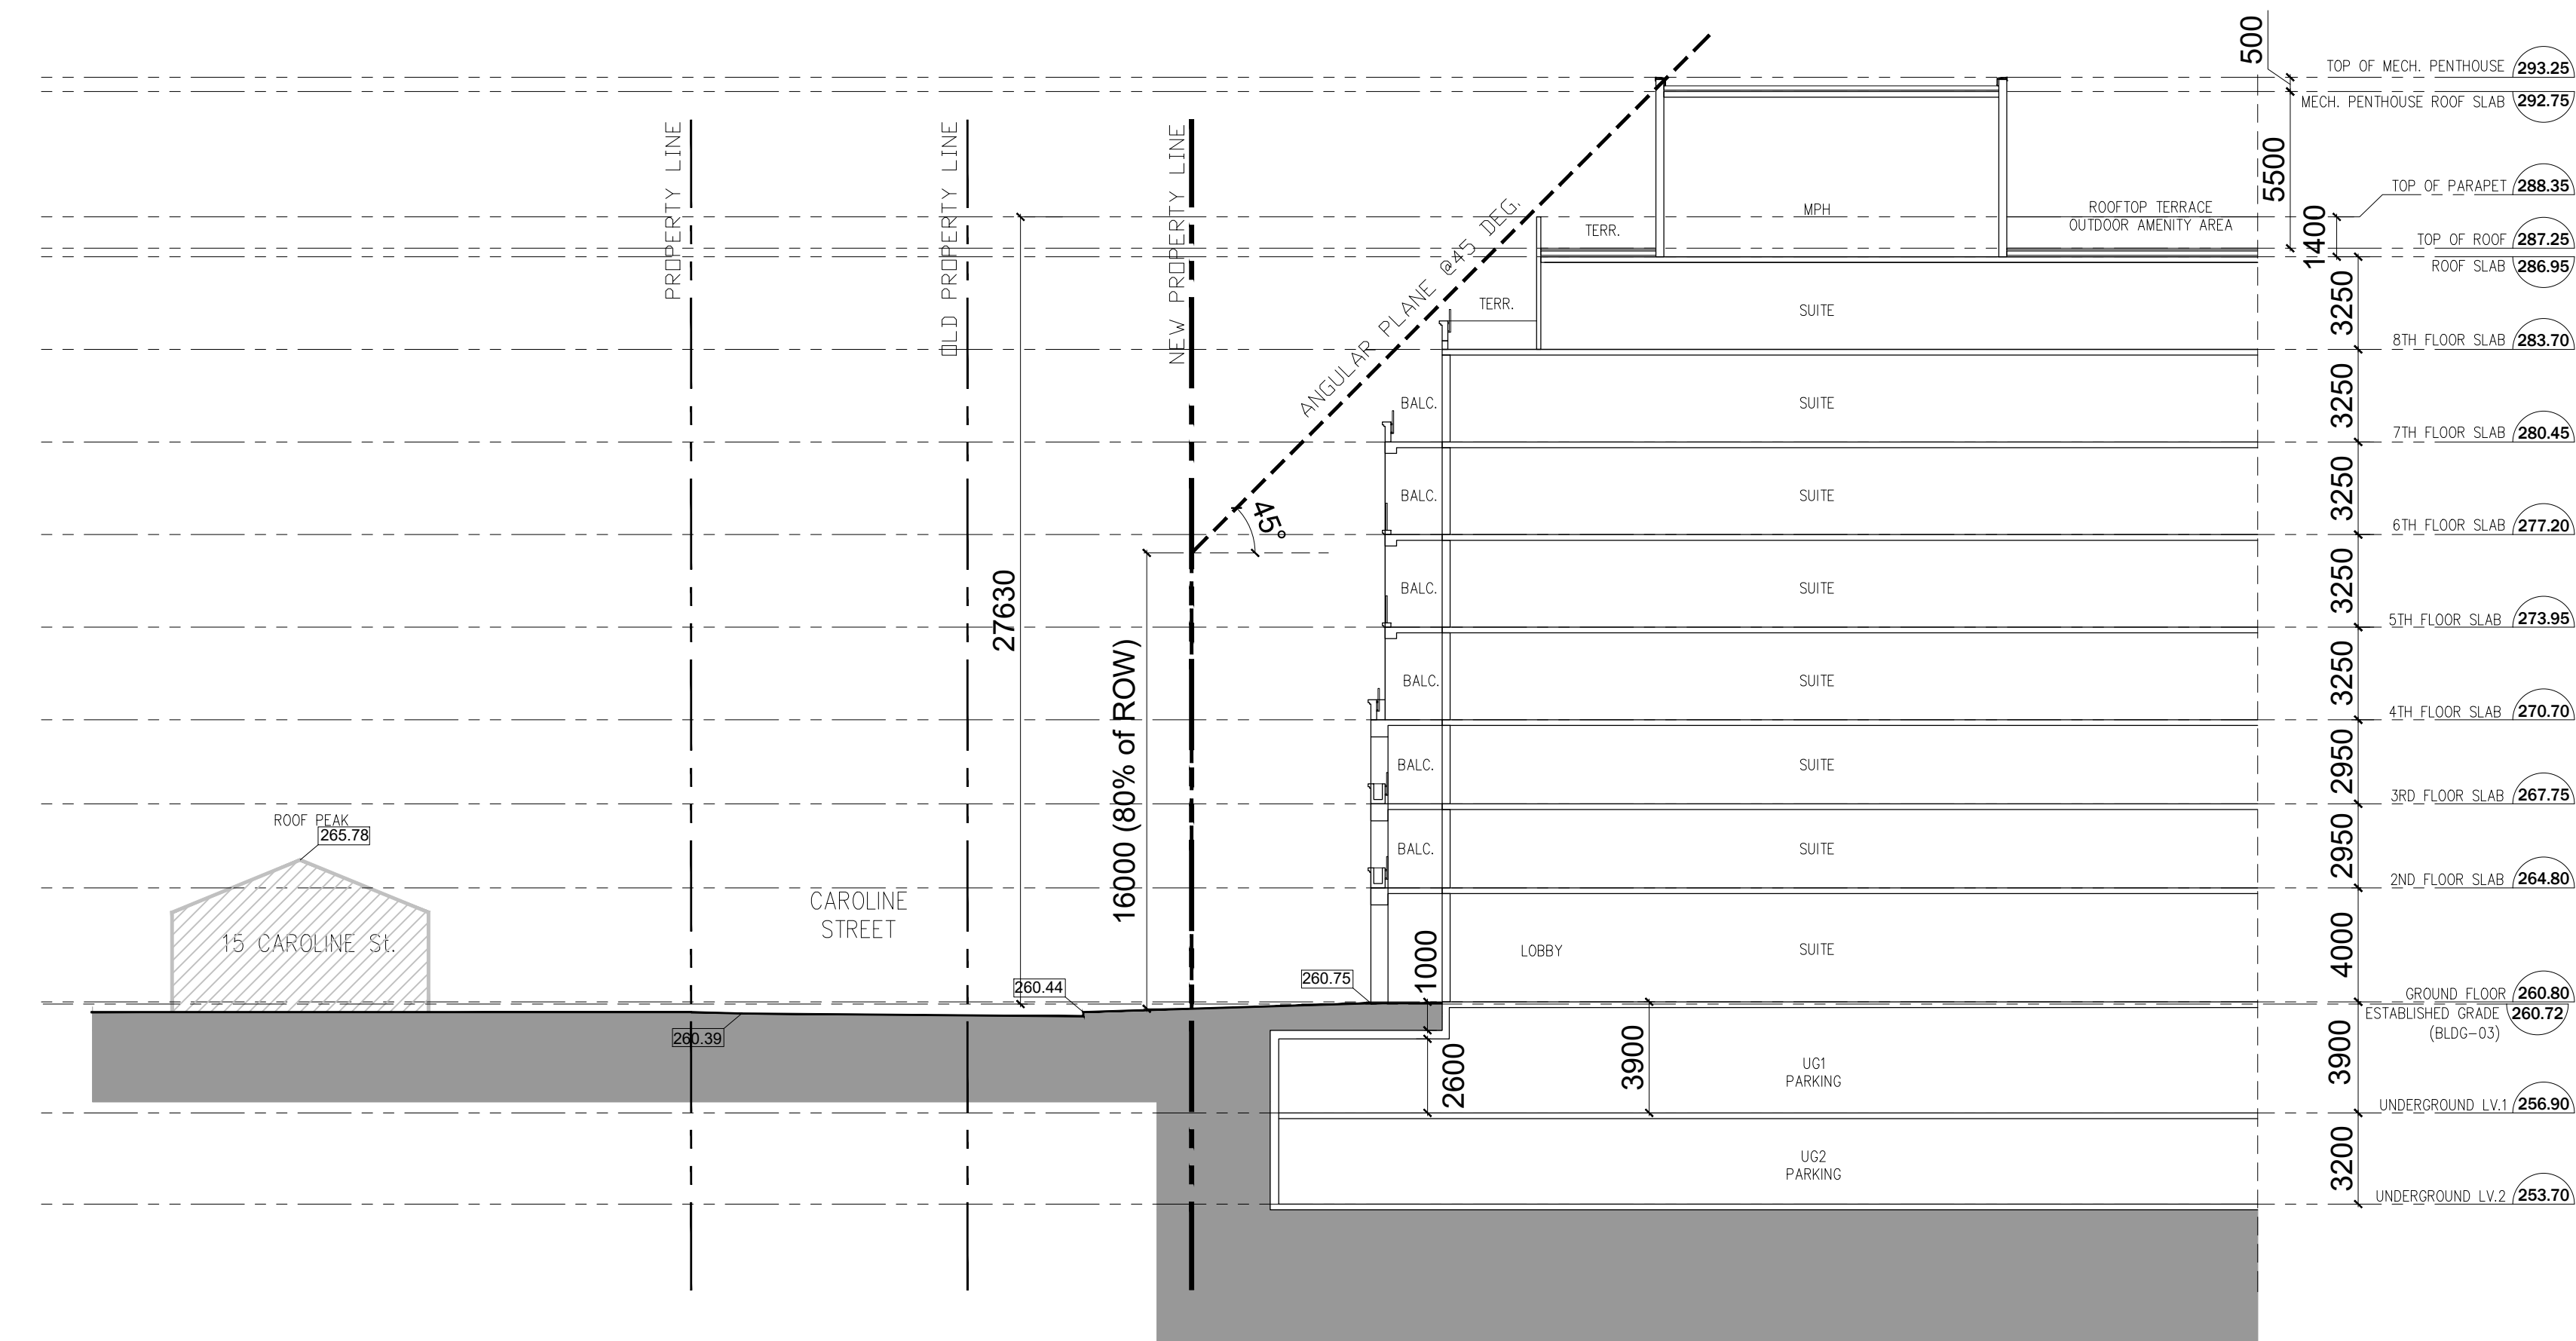 500
TOP OF MECH. PENTHOUSE 293.25
MECH. PENTHOUSE ROOF SLAB 292.75
5500
TOP OF PARAPET 288.35
1400
TOP OF ROOF 287.25
ROOF SLAB 286.95
3250
8TH FLOOR SLAB 283.70
3250
7TH FLOOR SLAB 280.45
3250
6TH FLOOR SLAB 277.20
3250
5TH FLOOR SLAB 273.95
3250
4TH FLOOR SLAB 270.70
2950
3RD FLOOR SLAB 267.75
2950
2ND FLOOR SLAB 264.80
4000
GROUND FLOOR 260.80
ESTABLISHED GRADE 260.72
(BLDG-03)
3900
UNDERGROUND LV.1 256.90
3200
UNDERGROUND LV.2 253.70
PROPERTY LINE
OLD PROPERTY LINE
NEW PROPERTY LINE
ANGULAR PLANE @45 DEG.
45°
27630
16000 (80% of ROW)
TERR.
MPH
ROOFTOP TERRACE
OUTDOOR AMENITY AREA
TERR.
SUITE
BALC.
SUITE
BALC.
SUITE
BALC.
SUITE
BALC.
SUITE
BALC.
SUITE
BALC.
SUITE
LOBBY
SUITE
ROOF PEAK
265.78
15 CAROLINE St.
CAROLINE
STREET
260.39
260.44
260.75
1000
2600
3900
UG1
PARKING
UG2
PARKING